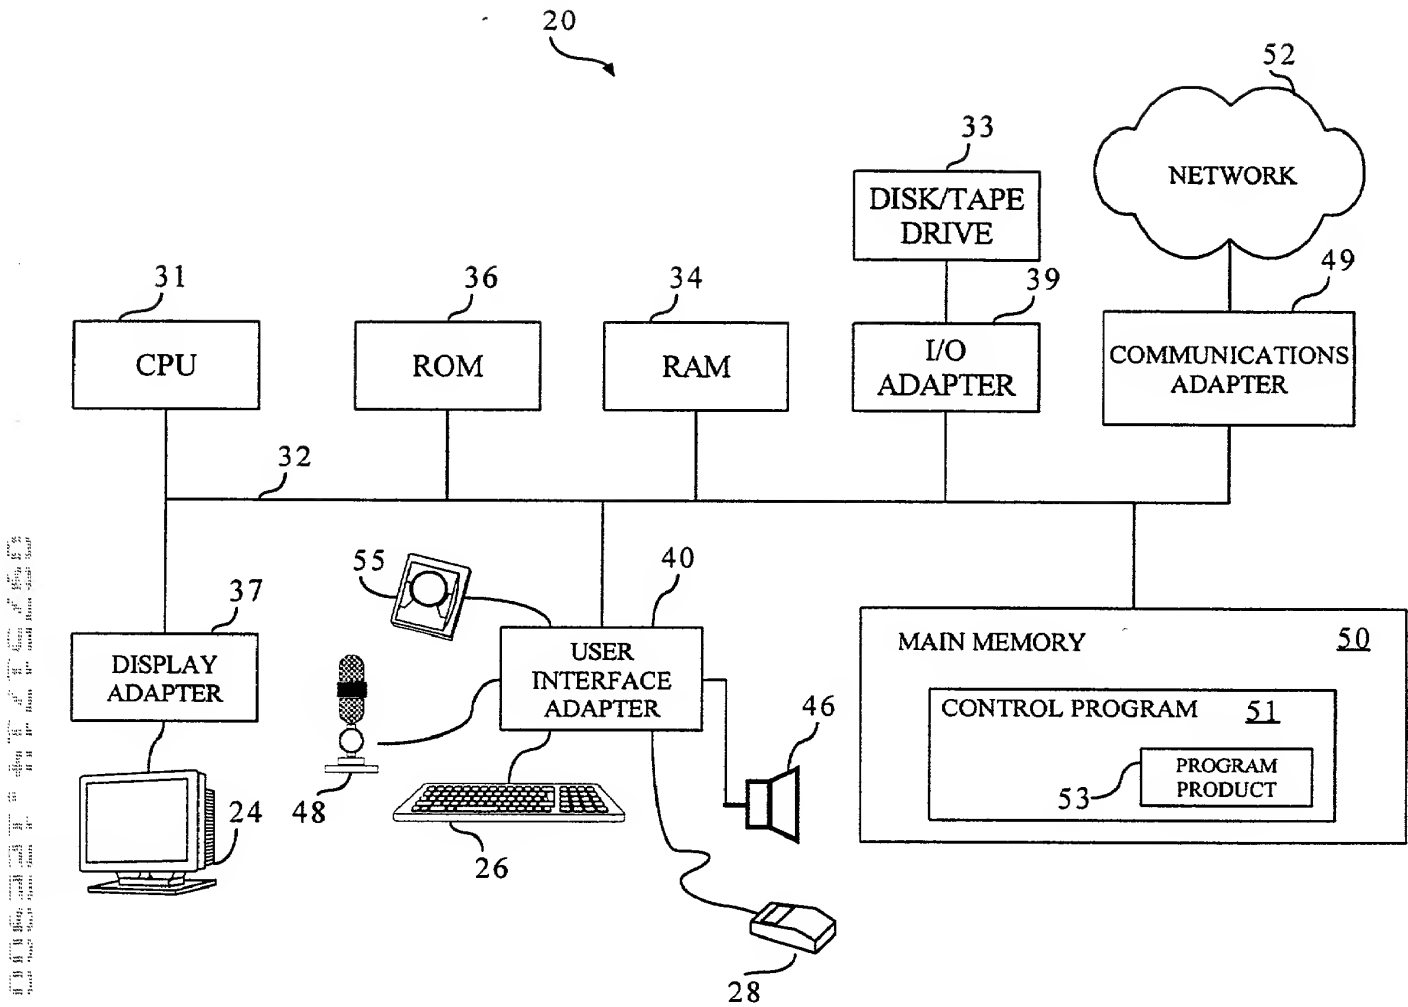 20
52
NETWORK
33
DISK/TAPE
DRIVE
31
36
34
39
49
CPU
ROM
RAM
I/O
ADAPTER
COMMUNICATIONS
ADAPTER
32
55
40
37
DISPLAY
ADAPTER
USER
INTERFACE
ADAPTER
MAIN MEMORY
50
CONTROL PROGRAM
51
53
PROGRAM
PRODUCT
46
48
24
26
28